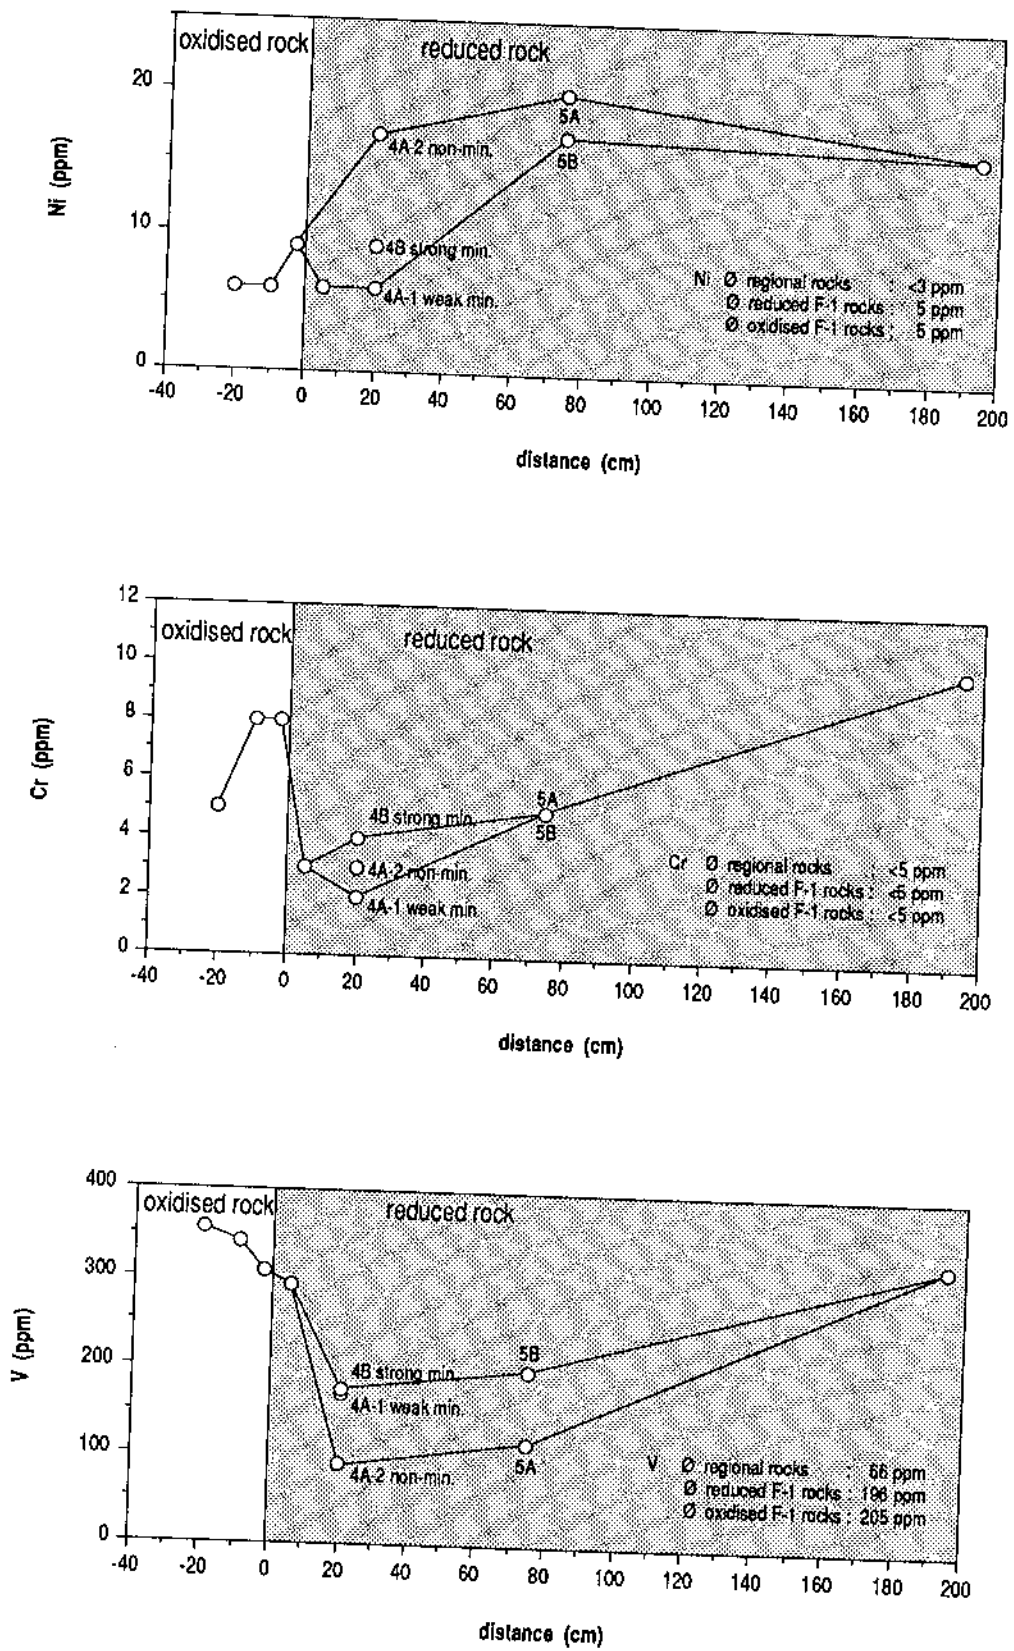 oxidised rock
reduced rock
20
10
0
Ni (ppm)
5A
4A-2 non-min.
5B
4B strong min.
4A-1 weak min.
Ni Ø regional rocks : <3 ppm
Ø reduced F-1 rocks : 5 ppm
Ø oxidised F-1 rocks ; 5 ppm
-40 -20 0 20 40 60 80 100 120 140 160 180 200
distance (cm)
12
10
8
6
4
2
0
Cr (ppm)
oxidised rock
reduced rock
5A
5B
4B strong min.
4A-2 non-min.
4A-1 weak min.
Cr Ø regional rocks : <5 ppm
Ø reduced F-1 rocks : <5 ppm
Ø oxidised F-1 rocks : <5 ppm
-40 -20 0 20 40 60 80 100 120 140 160 180 200
distance (cm)
400
300
200
100
0
V (ppm)
oxidised rock
reduced rock
5B
4B strong min.
4A-1 weak min.
4A-2 non-min.
5A
V Ø regional rocks : 66 ppm
Ø reduced F-1 rocks : 196 ppm
Ø oxidised F-1 rocks : 205 ppm
-40 -20 0 20 40 60 80 100 120 140 160 180 200
distance (cm)